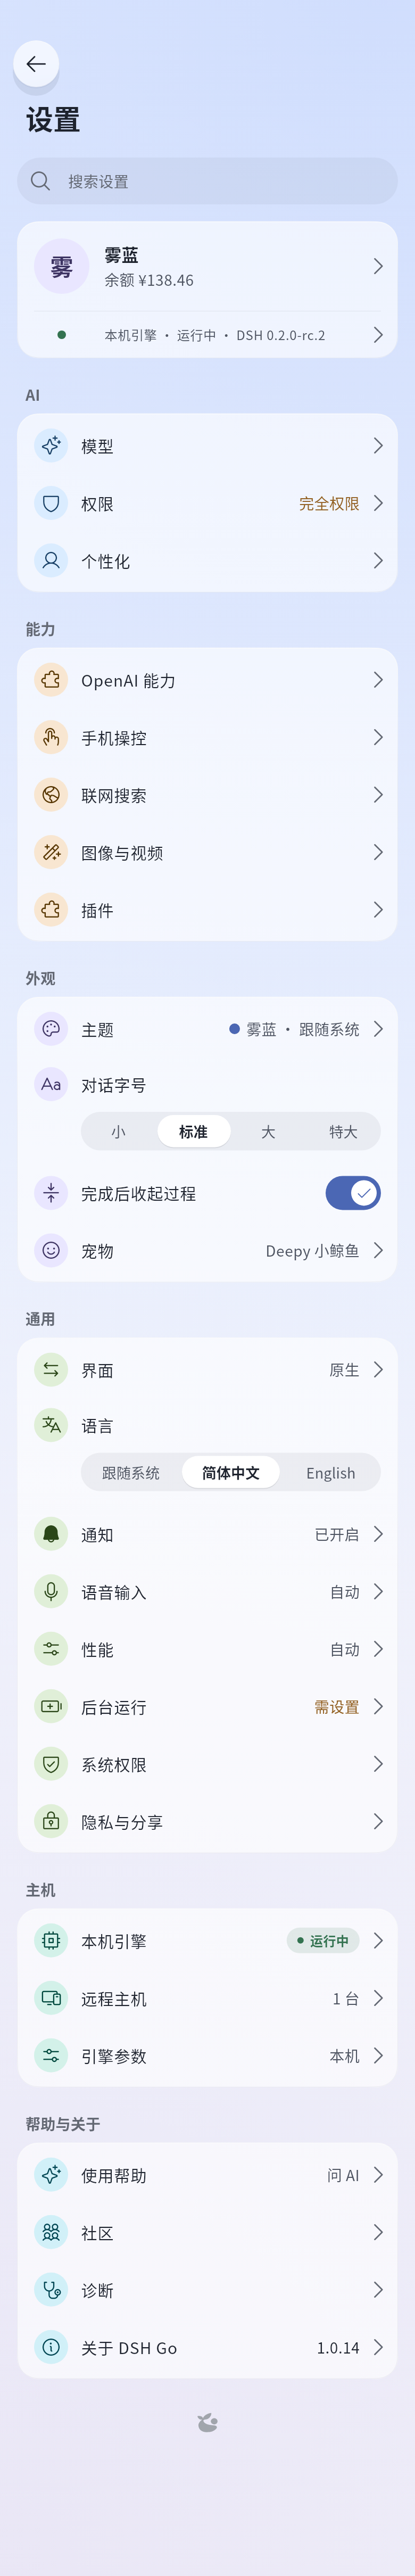 设置
搜索设置
雾
雾蓝
余额 ¥138.46
本机引擎 · 运行中 · DSH 0.2.0-rc.2
AI
模型
权限 完全权限
个性化
能力
OpenAI 能力
手机操控
联网搜索
图像与视频
插件
外观
主题 雾蓝 · 跟随系统
Aa 对话字号
小 标准 大 特大
完成后收起过程
宠物 Deepy 小鲸鱼
通用
界面 原生
语言
跟随系统 简体中文 English
通知 已开启
语音输入 自动
性能 自动
后台运行 需设置
系统权限
隐私与分享
主机
本机引擎 运行中
远程主机 1 台
引擎参数 本机
帮助与关于
使用帮助 问 AI
社区
诊断
关于 DSH Go 1.0.14